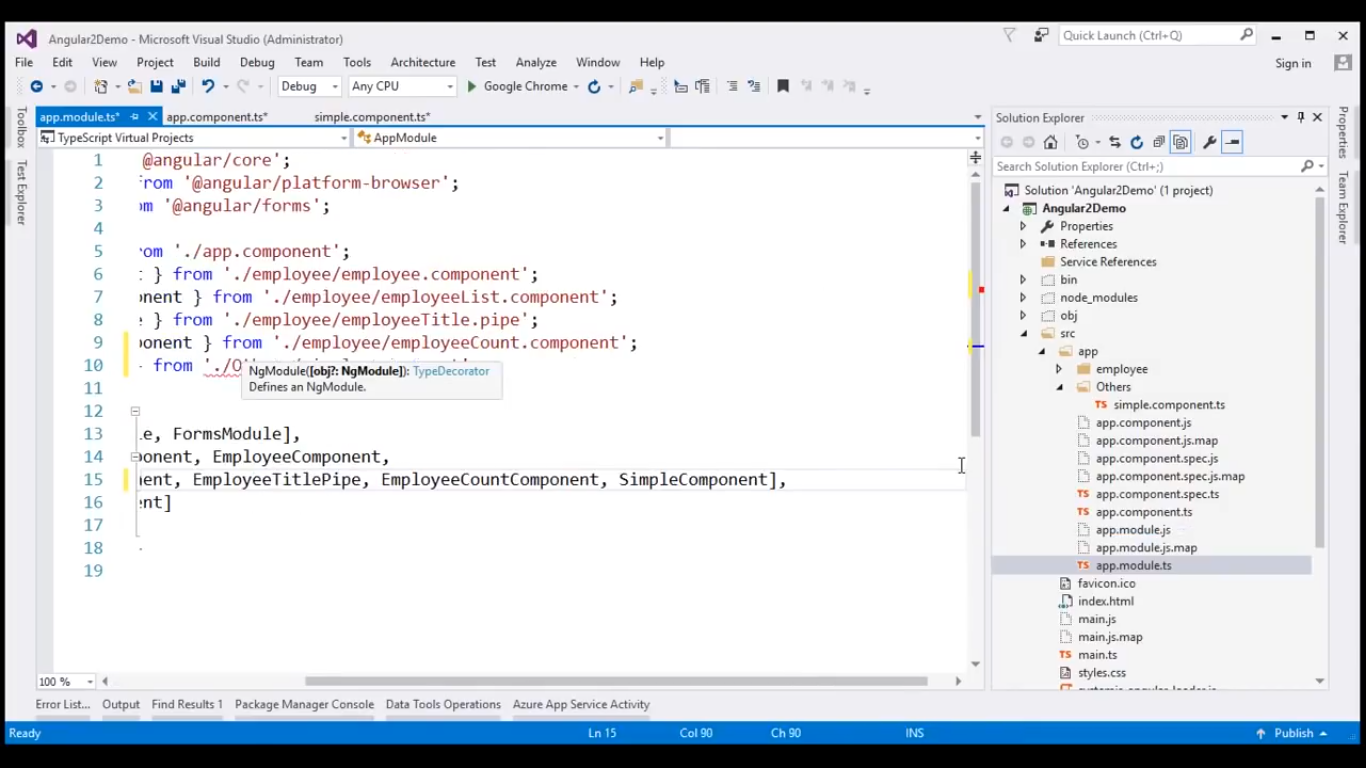 Angular2Demo - Microsoft Visual Studio (Administrator)
Quick Launch (Ctrl+Q)
File Edit View Project Build Debug Team Tools Architecture Test Analyze Window Help
Sign in
Debug Any CPU Google Chrome
app.module.ts* app.component.ts* simple.component.ts*
TypeScript Virtual Projects AppModule
Toolbox
Test Explorer
1 @angular/core';
2 from '@angular/platform-browser';
3 om '@angular/forms';
4
5 rom './app.component';
6 t } from './employee/employee.component';
7 onent } from './employee/employeeList.component';
8 e } from './employee/employeeTitle.pipe';
9 onent } from './employee/employeeCount.component';
10 from './O
NgModule([obj?: NgModule]): TypeDecorator
Defines an NgModule.
11
12
13 le, FormsModule],
14 onent, EmployeeComponent,
15 nent, EmployeeTitlePipe, EmployeeCountComponent, SimpleComponent],
16 ent]
17
18
19
100 %
Solution Explorer
Search Solution Explorer (Ctrl+;)
Solution 'Angular2Demo' (1 project)
Angular2Demo
Properties
References
Service References
bin
node_modules
obj
src
app
employee
Others
simple.component.ts
app.component.js
app.component.js.map
app.component.spec.js
app.component.spec.js.map
app.component.spec.ts
app.component.ts
app.module.js
app.module.js.map
app.module.ts
favicon.ico
index.html
main.js
main.js.map
main.ts
styles.css
Properties
Team Explorer
Error List... Output Find Results 1 Package Manager Console Data Tools Operations Azure App Service Activity
Ready Ln 15 Col 90 Ch 90 INS Publish